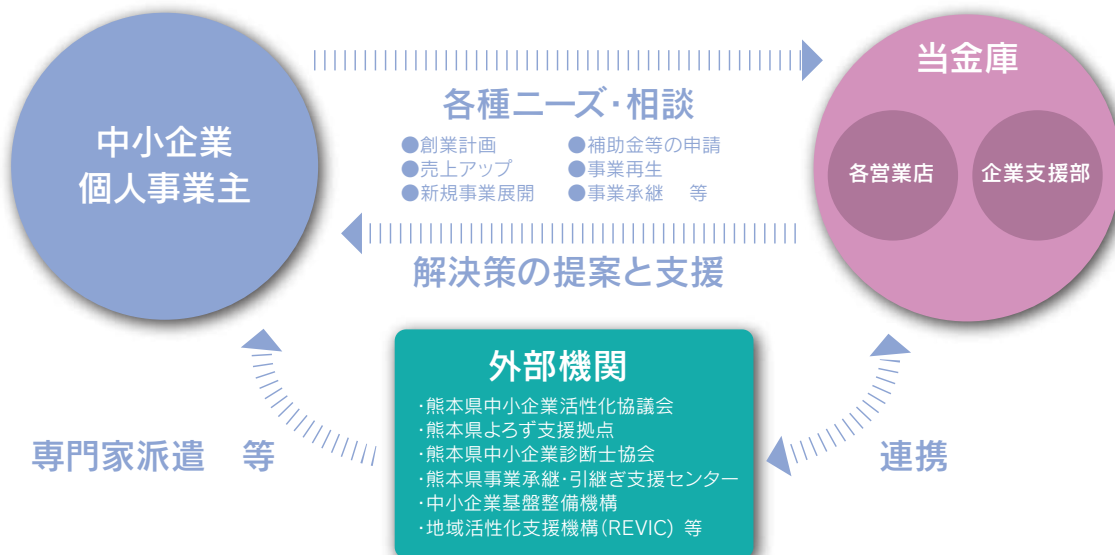 中小企業
個人事業主
各種ニーズ・相談
●創業計画
●売上アップ
●新規事業展開
●補助金等の申請
●事業再生
●事業承継　等
解決策の提案と支援
当金庫
各営業店
企業支援部
外部機関
・熊本県中小企業活性化協議会
・熊本県よろず支援拠点
・熊本県中小企業診断士協会
・熊本県事業承継・引継ぎ支援センター
・中小企業基盤整備機構
・地域活性化支援機構(REVIC) 等
専門家派遣　等
連携